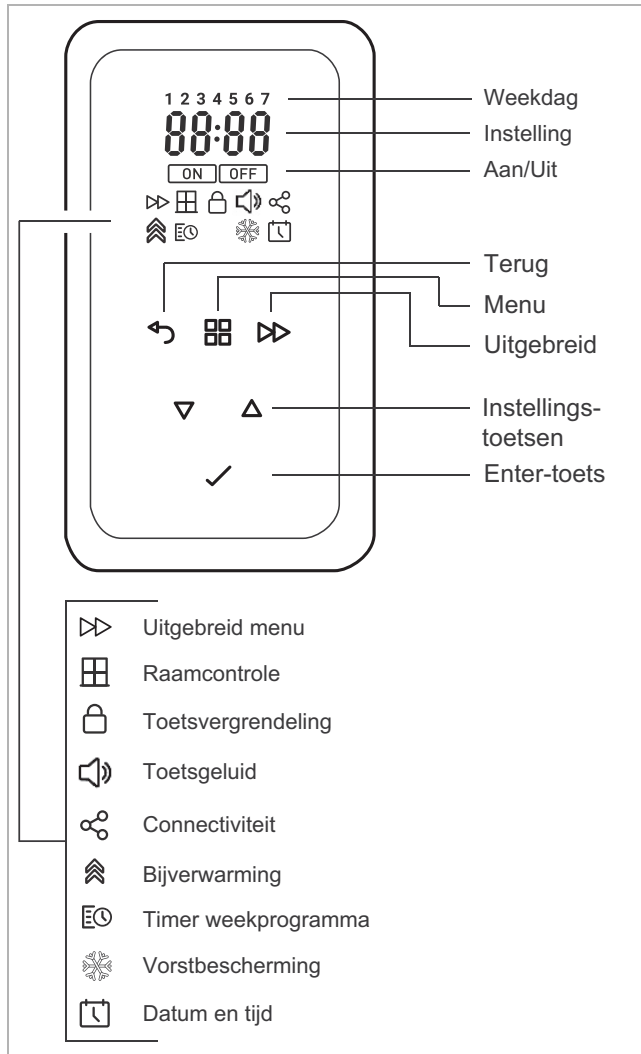 1 2 3 4 5 6 7
88:88
ON OFF
Weekdag
Instelling
Aan/Uit
Terug
Menu
Uitgebreid
Instellings-
toetsen
Enter-toets
Uitgebreid menu
Raamcontrole
Toetsvergrendeling
Toetsgeluid
Connectiviteit
Bijverwarming
Timer weekprogramma
Vorstbescherming
Datum en tijd